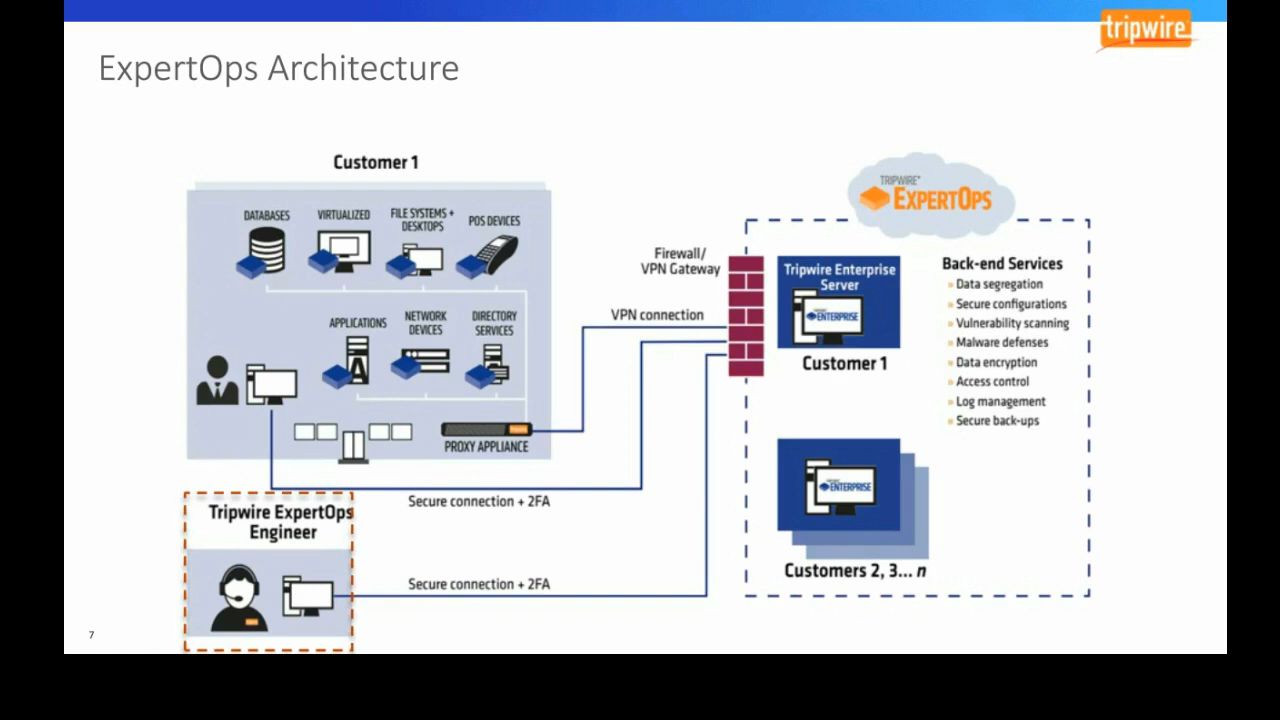 tripwire
ExpertOps Architecture
Customer 1
DATABASES
VIRTUALIZED
FILE SYSTEMS +
DESKTOPS
POS DEVICES
APPLICATIONS
NETWORK
DEVICES
DIRECTORY
SERVICES
A
PROXY APPLIANCE
Firewall/
VPN Gateway
VPN connection
Secure connection + 2FA
Tripwire ExpertOps
Engineer
Secure connection + 2FA
TRIPWIRE
EXPERTOPS
Tripwire Enterprise
Server
ENTERPRISE
Customer 1
Back-end Services
» Data segregation
» Secure configurations
» Vulnerability scanning
» Malware defenses
» Data encryption
» Access control
» Log management
» Secure back-ups
ENTERPRISE
Customers 2, 3... n
7